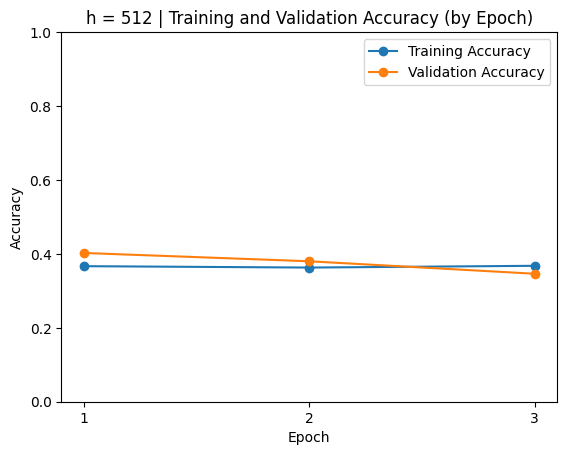 h = 512 | Training and Validation Accuracy (by Epoch)
Training Accuracy
Validation Accuracy
Accuracy
1.0
0.8
0.6
0.4
0.2
0.0
1
2
3
Epoch